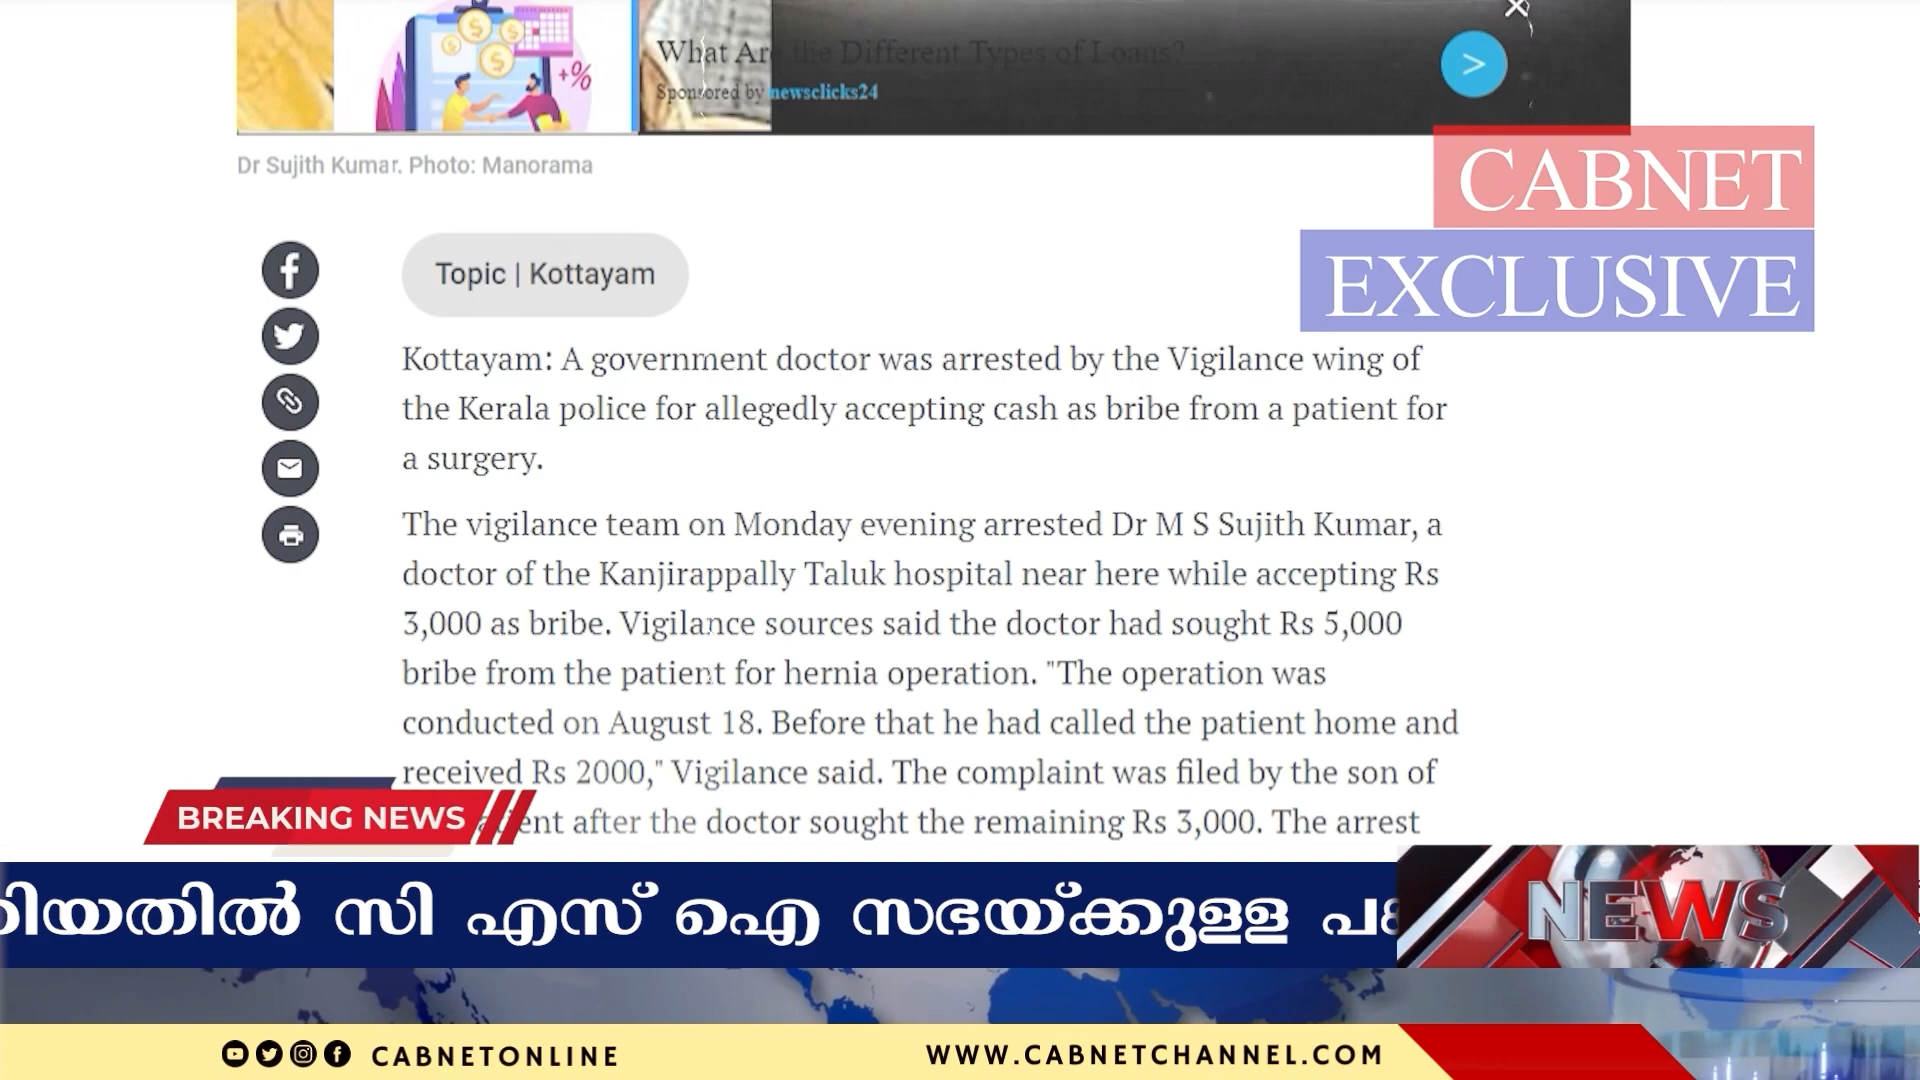 What Are the Different Types of Loans?
Sponsored by newsclicks24
+%
Dr Sujith Kumar. Photo: Manorama
CABNET
EXCLUSIVE
Topic | Kottayam
Kottayam: A government doctor was arrested by the Vigilance wing of
the Kerala police for allegedly accepting cash as bribe from a patient for
a surgery.
The vigilance team on Monday evening arrested Dr M S Sujith Kumar, a
doctor of the Kanjirappally Taluk hospital near here while accepting Rs
3,000 as bribe. Vigilance sources said the doctor had sought Rs 5,000
bribe from the patient for hernia operation. "The operation was
conducted on August 18. Before that he had called the patient home and
received Rs 2000," Vigilance said. The complaint was filed by the son of
after the doctor sought the remaining Rs 3,000. The arrest
BREAKING NEWS
സി എസ് ഐ സഭയ്ക്കുളള
NEWS
CABNETONLINE
WWW.CABNETCHANNEL.COM